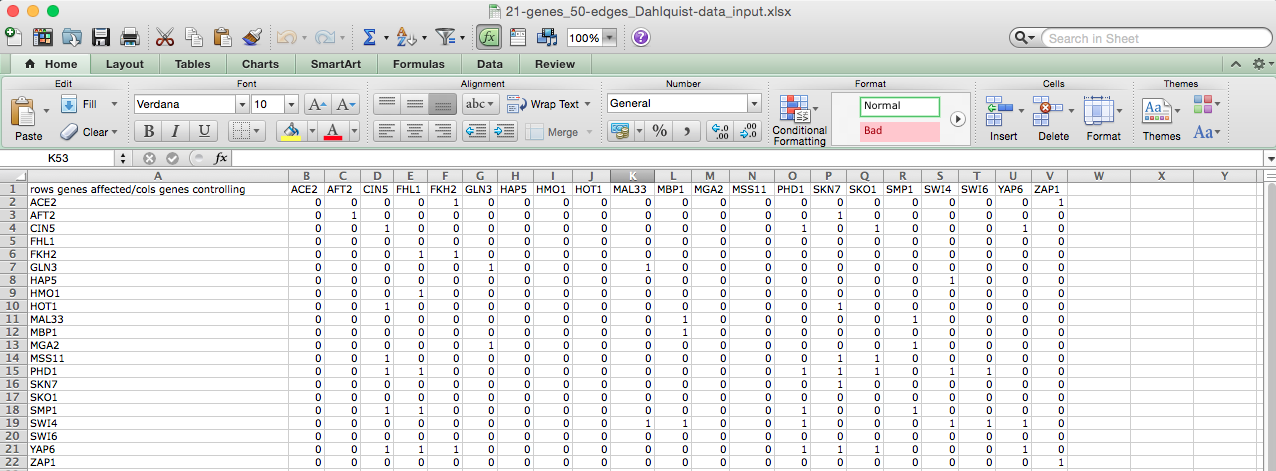 21-genes_50-edges_Dahlquist-data_input.xlsx
100% Search in Sheet
Home Layout Tables Charts SmartArt Formulas Data Review
Edit Font Alignment Number Format Cells Themes
Paste Fill Clear Verdana 10 A A abc Wrap Text General Conditional Formatting Normal Insert Delete Format Themes Aa
B I U A Merge % , .0 .00 .00 .0 Bad
K53 fx
A B C D E F G H I J K L M N O P Q R S T U V W X Y
1 rows genes affected/cols genes controlling ACE2 AFT2 CIN5 FHL1 FKH2 GLN3 HAP5 HMO1 HOT1 MAL33 MBP1 MGA2 MSS11 PHD1 SKN7 SKO1 SMP1 SWI4 SWI6 YAP6 ZAP1
2 ACE2 0 0 0 0 1 0 0 0 0 0 0 0 0 0 0 0 0 0 0 0 1
3 AFT2 0 1 0 0 0 0 0 0 0 0 0 0 0 0 1 0 0 0 0 0 0
4 CIN5 0 0 1 0 0 0 0 0 0 0 0 0 0 1 0 1 0 0 0 1 0
5 FHL1 0 0 0 0 0 0 0 0 0 0 0 0 0 0 0 0 0 0 0 0 0
6 FKH2 0 0 0 1 1 0 0 0 0 0 0 0 0 0 0 0 0 0 0 0 0
7 GLN3 0 0 0 0 0 1 0 0 0 1 0 0 0 0 0 0 0 0 0 0 0
8 HAP5 0 0 0 0 0 0 0 0 0 0 0 0 0 0 0 0 0 1 0 0 0
9 HMO1 0 0 0 1 0 0 0 0 0 0 0 0 0 0 0 0 0 0 0 0 0
10 HOT1 0 0 1 0 0 0 0 0 0 0 0 0 0 0 1 0 0 0 0 0 0
11 MAL33 0 0 0 0 0 0 0 0 0 0 1 0 0 0 0 0 1 0 0 0 0
12 MBP1 0 0 0 0 0 0 0 0 0 0 1 0 0 0 0 0 0 0 0 0 0
13 MGA2 0 0 0 0 0 1 0 0 0 0 0 0 0 0 0 0 1 0 0 0 0
14 MSS11 0 0 1 0 0 0 0 0 0 0 0 0 0 0 1 1 0 0 0 0 0
15 PHD1 0 0 1 1 0 0 0 0 0 0 0 0 0 1 1 1 0 1 1 0 0
16 SKN7 0 0 0 0 0 0 0 0 0 0 0 0 0 0 1 0 0 0 0 0 0
17 SKO1 0 0 0 0 0 0 0 0 0 0 0 0 0 0 0 0 0 0 0 0 0
18 SMP1 0 0 1 1 0 0 0 0 0 0 0 0 0 1 0 0 1 0 0 0 0
19 SWI4 0 0 0 0 0 0 0 0 0 1 1 0 0 1 0 0 0 1 1 1 0
20 SWI6 0 0 0 0 0 0 0 0 0 0 0 0 0 0 0 0 0 0 0 0 0
21 YAP6 0 0 1 1 1 0 0 0 0 0 0 0 0 1 1 1 0 0 0 1 0
22 ZAP1 0 0 0 0 0 0 0 0 0 0 0 0 0 0 0 0 0 0 0 0 1